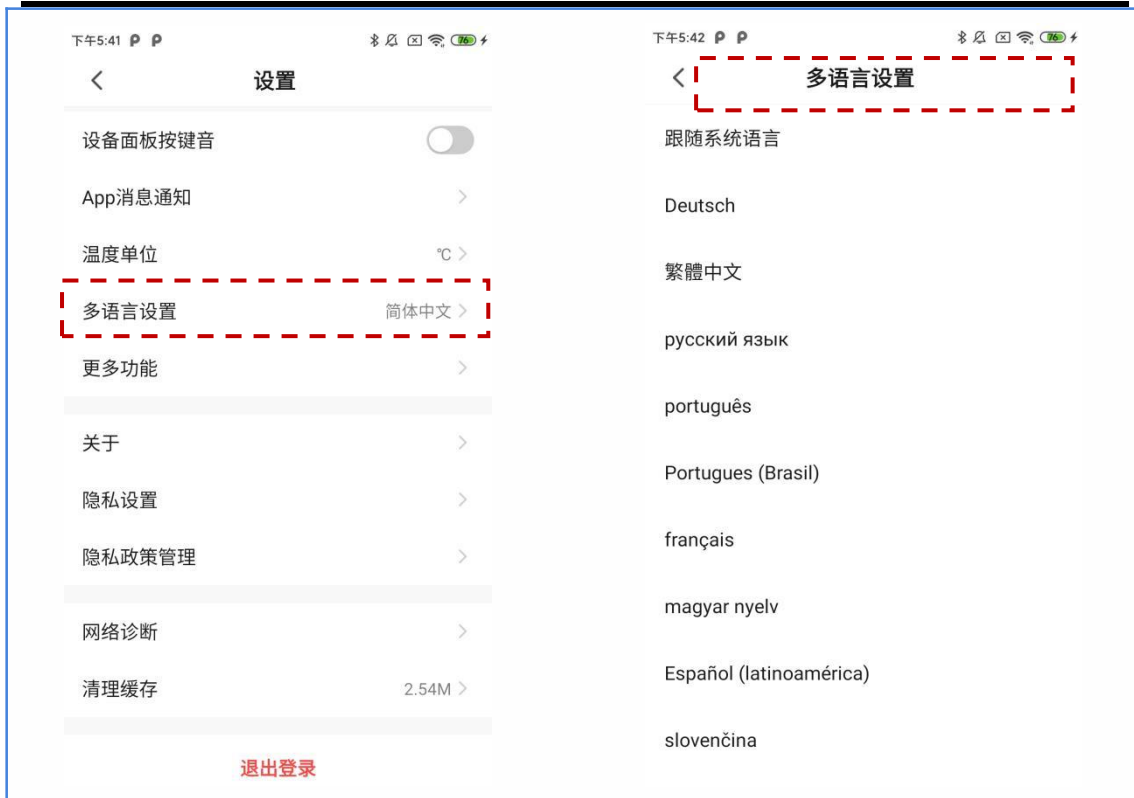 下午5:41
76
设置
设备面板按键音
App消息通知
温度单位 ℃
多语言设置 简体中文
更多功能
关于
隐私设置
隐私政策管理
网络诊断
清理缓存 2.54M
退出登录
下午5:42
76
多语言设置
跟随系统语言
Deutsch
繁體中文
русский язык
português
Portugues (Brasil)
français
magyar nyelv
Español (latinoamérica)
slovenčina